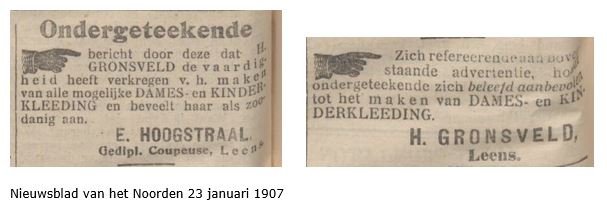 Ondergeteekende
bericht door deze dat H.
GRONSVELD de vaardig-
heid heeft verkregen v. h. maken
van alle mogelijke DAMES- en KINDER-
KLEEDING en beveelt haar als zoo-
danig aan.
E. HOOGSTRAAL,
Gedipl. Coupeuse, Leens.
Zich refereerende aan boven-
staande advertentie,
ondergeteekende zich beleefd aanbevolen
tot het maken van DAMES- en KIN-
DERKLEEDING.
H. GRONSVELD,
Leens.
Nieuwsblad van het Noorden 23 januari 1907